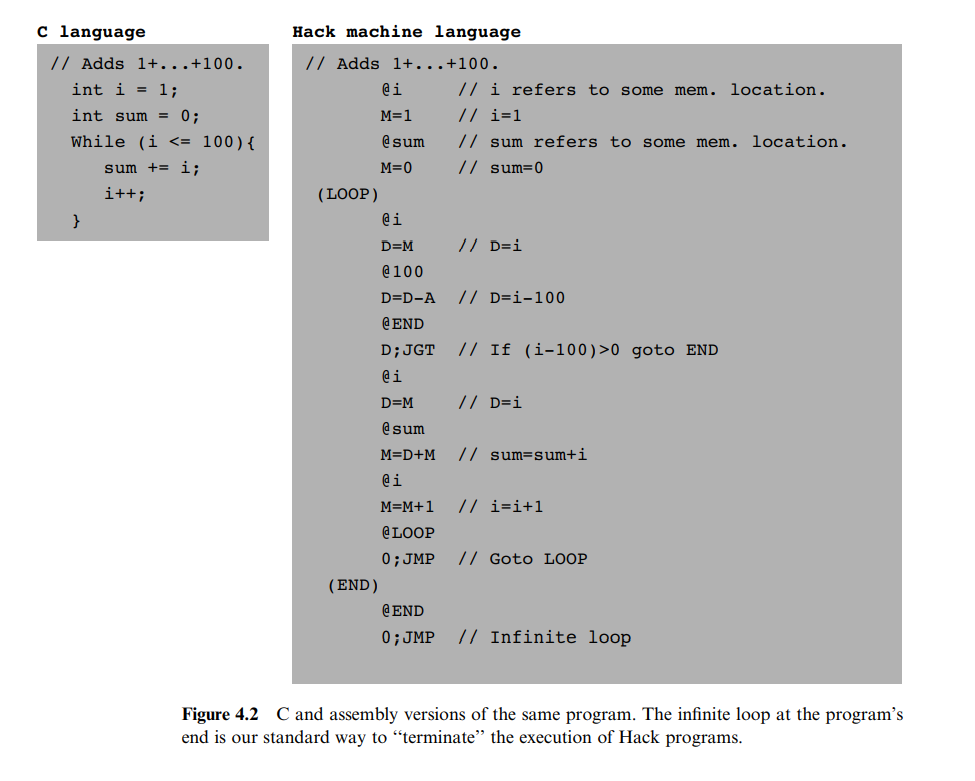 C language
// Adds 1+...+100.
int i = 1;
int sum = 0;
While (i <= 100){
sum += i;
i++;
}
Hack machine language
// Adds 1+...+100.
@i // i refers to some mem. location.
M=1 // i=1
@sum // sum refers to some mem. location.
M=0 // sum=0
(LOOP)
@i
D=M // D=i
@100
D=D-A // D=i-100
@END
D;JGT // If (i-100)>0 goto END
@i
D=M // D=i
@sum
M=D+M // sum=sum+i
@i
M=M+1 // i=i+1
@LOOP
0;JMP // Goto LOOP
(END)
@END
0;JMP // Infinite loop
Figure 4.2 C and assembly versions of the same program. The infinite loop at the program’s
end is our standard way to ‘‘terminate’’ the execution of Hack programs.